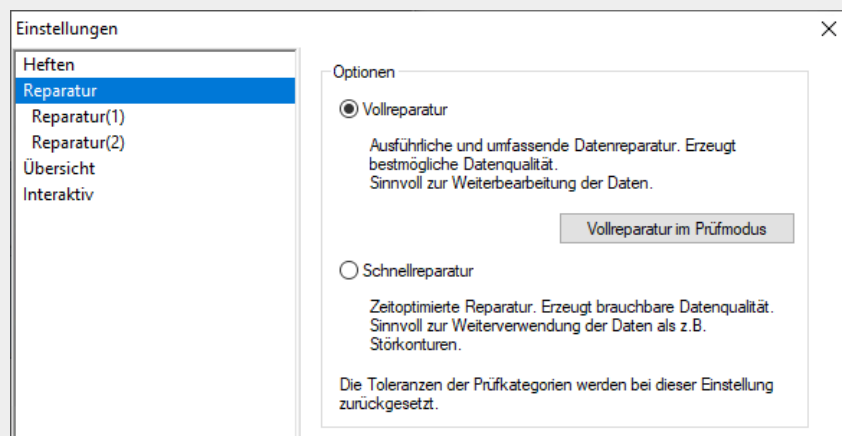 Einstellungen
Heften
Reparatur
Reparatur(1)
Reparatur(2)
Übersicht
Interaktiv
Optionen
Vollreparatur
Ausführliche und umfassende Datenreparatur. Erzeugt
bestmögliche Datenqualität.
Sinnvoll zur Weiterbearbeitung der Daten.
Vollreparatur im Prüfmodus
Schnellreparatur
Zeitoptimierte Reparatur. Erzeugt brauchbare Datenqualität.
Sinnvoll zur Weiterverwendung der Daten als z.B.
Störkonturen.
Die Toleranzen der Prüfkategorien werden bei dieser Einstellung
zurückgesetzt.